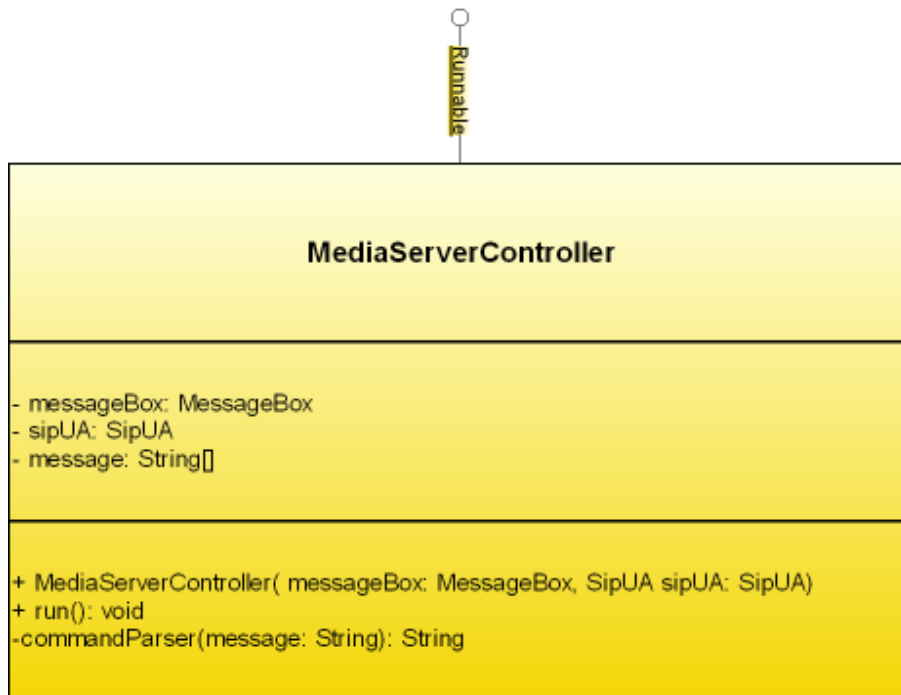 Runnable
MediaServerController
- messageBox: MessageBox
- sipUA: SipUA
- message: String[]
+ MediaServerController( messageBox: MessageBox, SipUA sipUA: SipUA)
+ run(): void
-commandParser(message: String): String